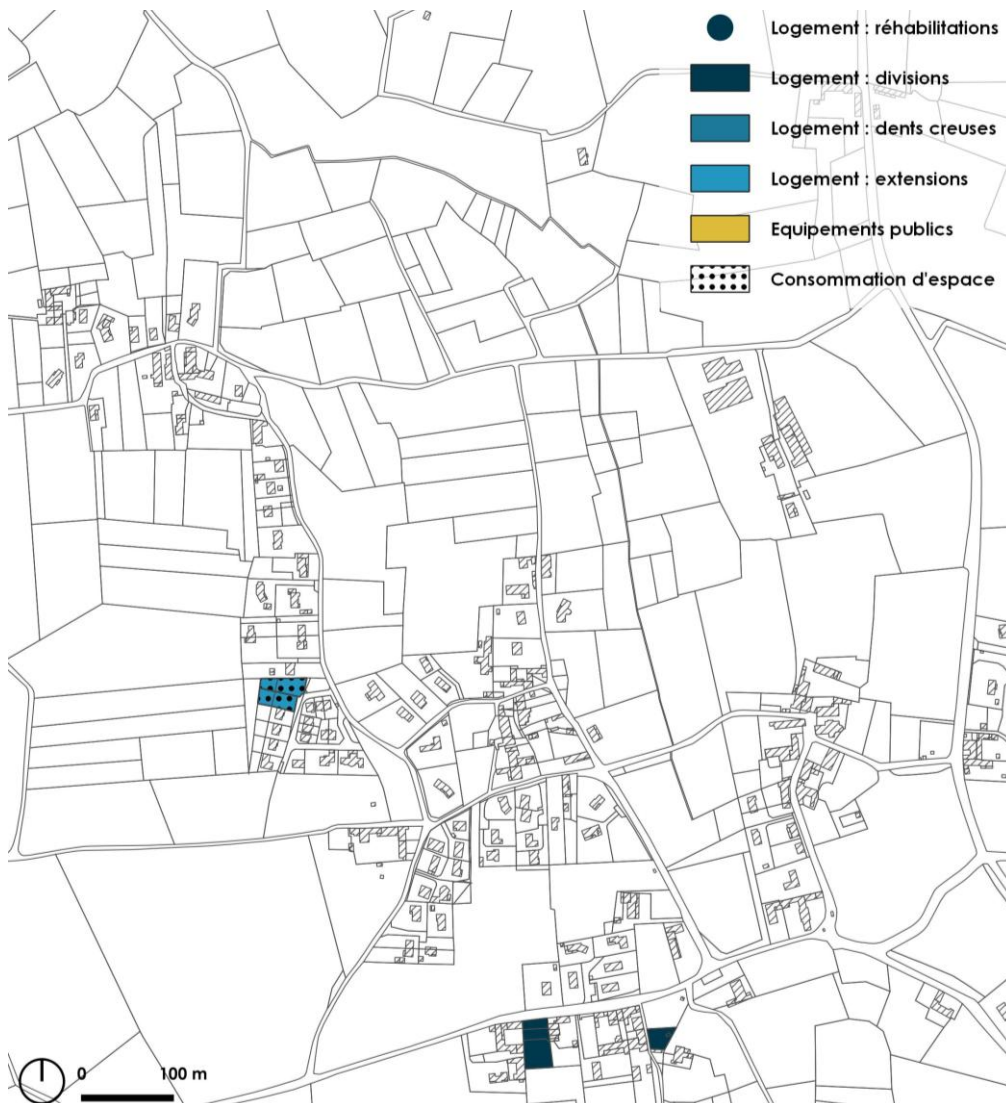 Logement : réhabilitations
Logement : divisions
Logement : dents creuses
Logement : extensions
Equipements publics
Consommation d'espace
0 100 m